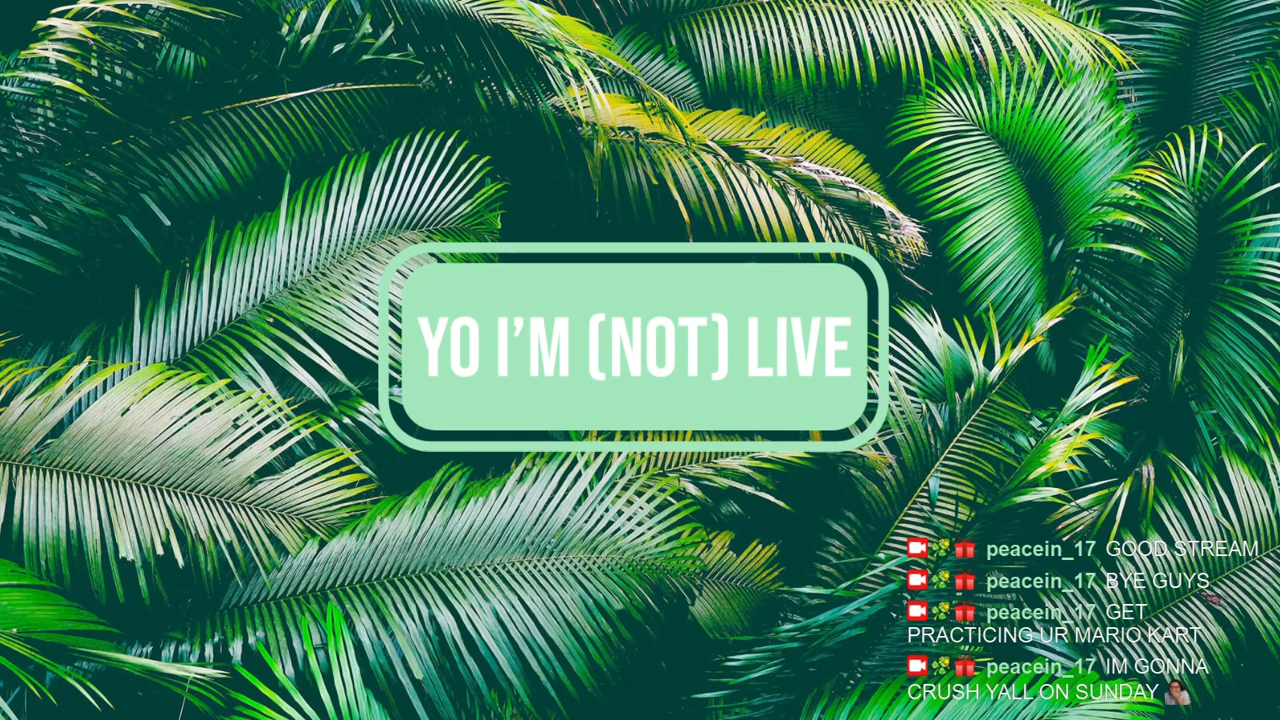 YO I'M (NOT) LIVE
peacein_17 GOOD STREAM
peacein_17 BYE GUYS
peacein_17 GET
PRACTICING UR MARIO KART
peacein_17 IM GONNA
CRUSH YALL ON SUNDAY